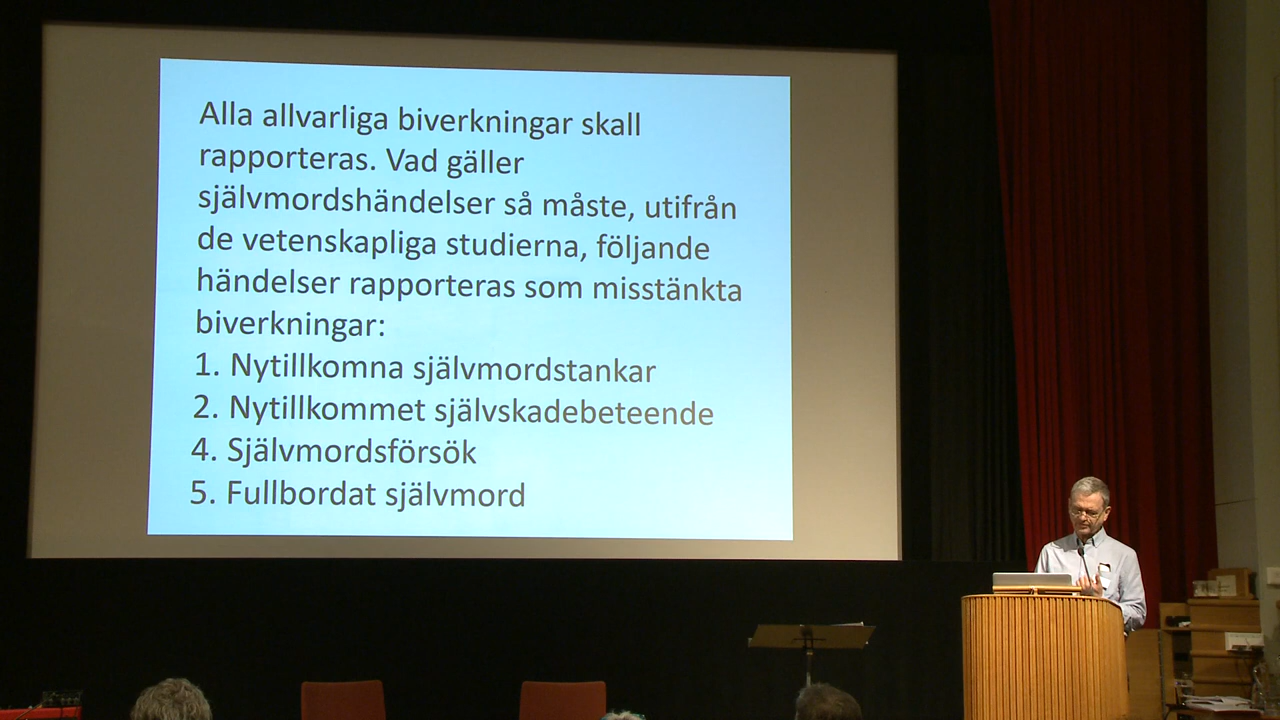 Alla allvarliga biverkningar skall
rapporteras. Vad gäller
självmordshändelser så måste, utifrån
de vetenskapliga studierna, följande
händelser rapporteras som misstänkta
biverkningar:
1. Nytillkomna självmordstankar
2. Nytillkommet självskadebeteende
4. Självmordsförsök
5. Fullbordat självmord